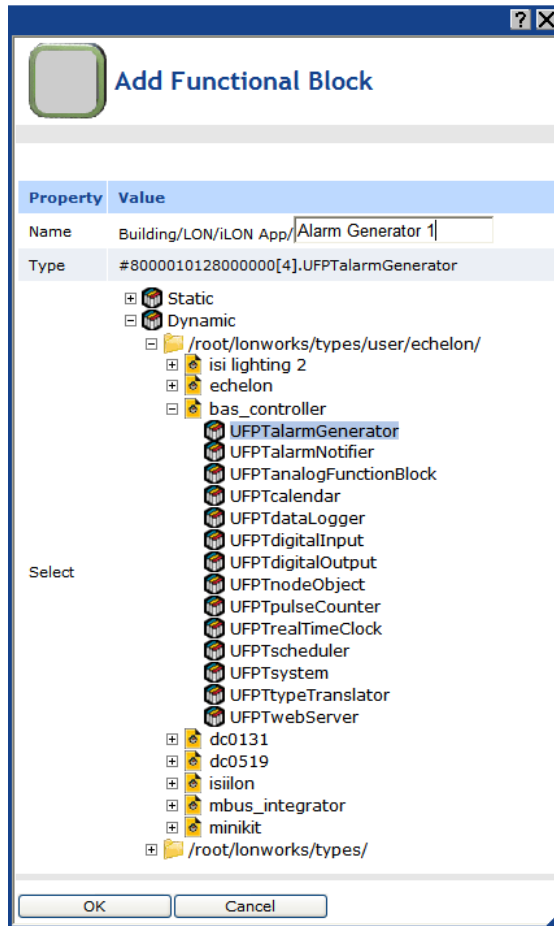 ?
Add Functional Block
Property Value
Name Building/LON/iLON App/Alarm Generator 1
Type #8000010128000000[4].UFPTalarmGenerator
Static
Dynamic
/root/lonworks/types/user/echelon/
isi lighting 2
echelon
bas_controller
UFPTalarmGenerator
UFPTalarmNotifier
UFPTanalogFunctionBlock
UFPTcalendar
UFPTdataLogger
UFPTdigitalInput
UFPTdigitalOutput
Select
UFPTnodeObject
UFPTpulseCounter
UFPTrealTimeClock
UFPTscheduler
UFPTsystem
UFPTtypeTranslator
UFPTwebServer
dc0131
dc0519
isiilon
mbus_integrator
minikit
/root/lonworks/types/
OK Cancel